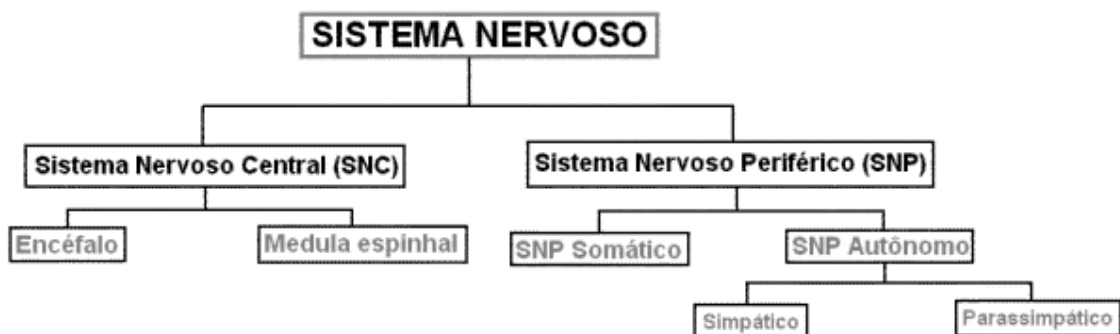 SISTEMA NERVOSO
Sistema Nervoso Central (SNC)
Sistema Nervoso Periférico (SNP)
Encéfalo
Medula espinhal
SNP Somático
SNP Autônomo
Simpático
Parassimpático